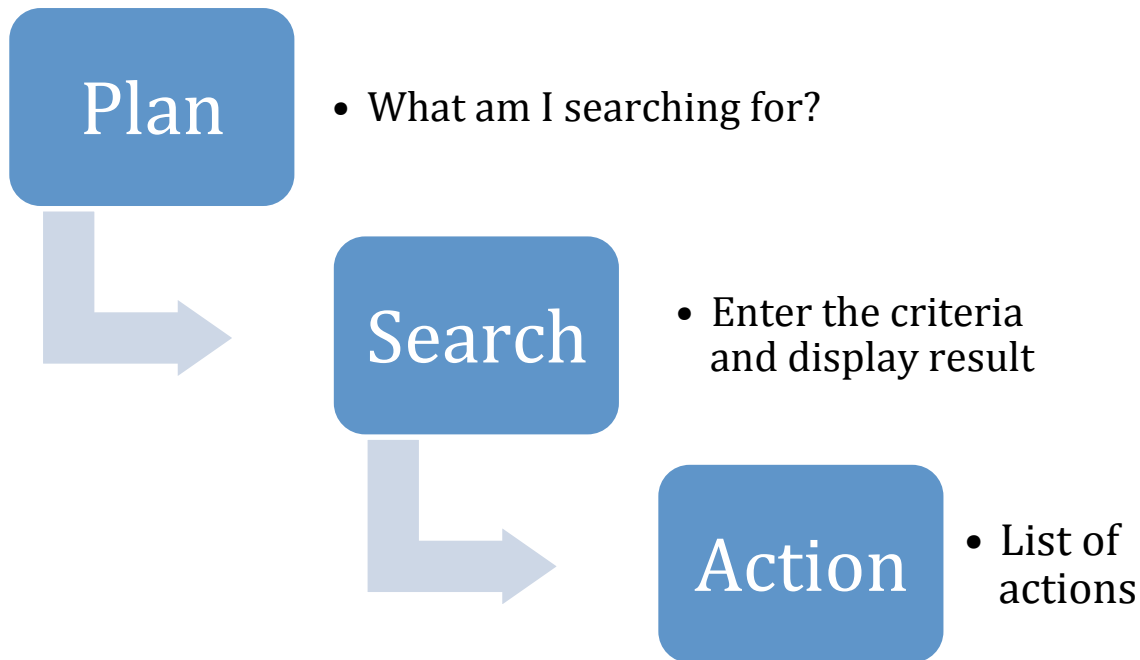 Plan
• What am I searching for?
Search
• Enter the criteria
and display result
Action
• List of
actions